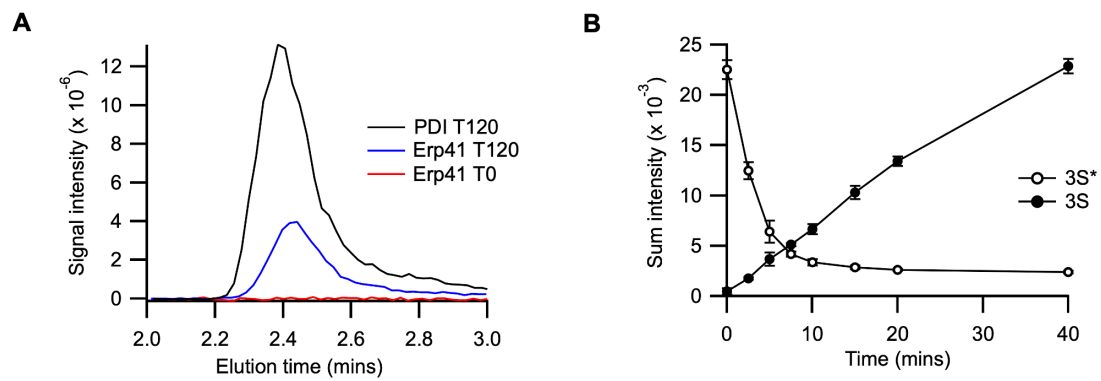 A
Signal intensity (x 10-6)
12
10
8
6
4
2
0
2.0 2.2 2.4 2.6 2.8 3.0
Elution time (mins)
PDI T120
Erp41 T120
Erp41 T0
B
Sum intensity (x 10-3)
25
20
15
10
5
0
0 10 20 30 40
Time (mins)
3S*
3S